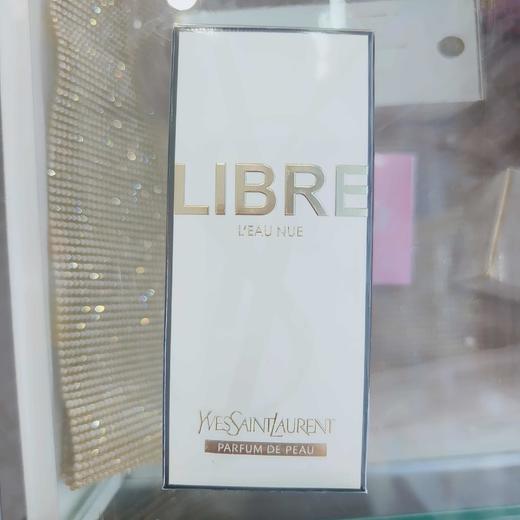 LIBRE
L'EAU NUE
YVESSAINTLAURENT
PARFUM DE PEAU